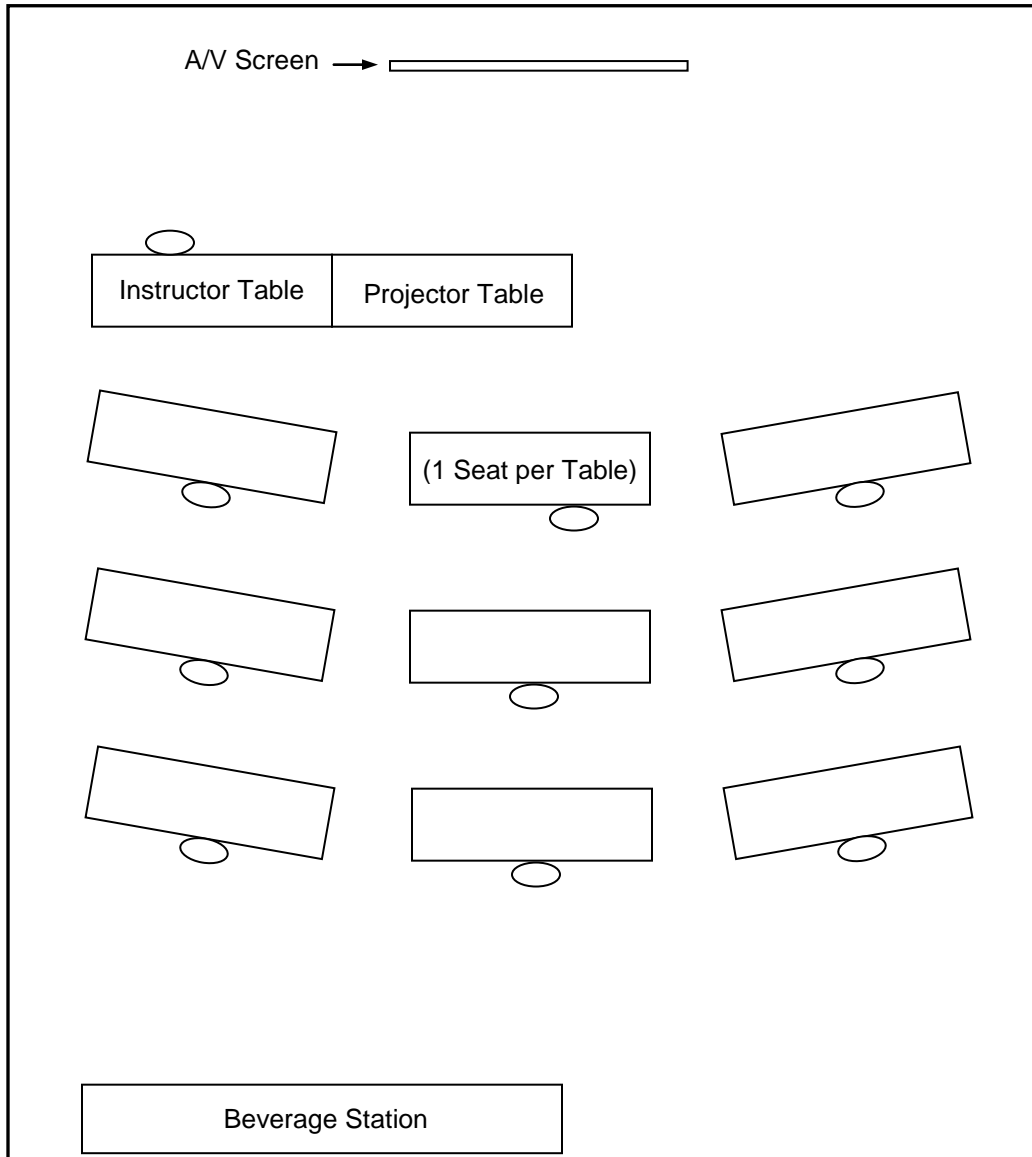 A/V Screen
Instructor Table
Projector Table
(1 Seat per Table)
Beverage Station